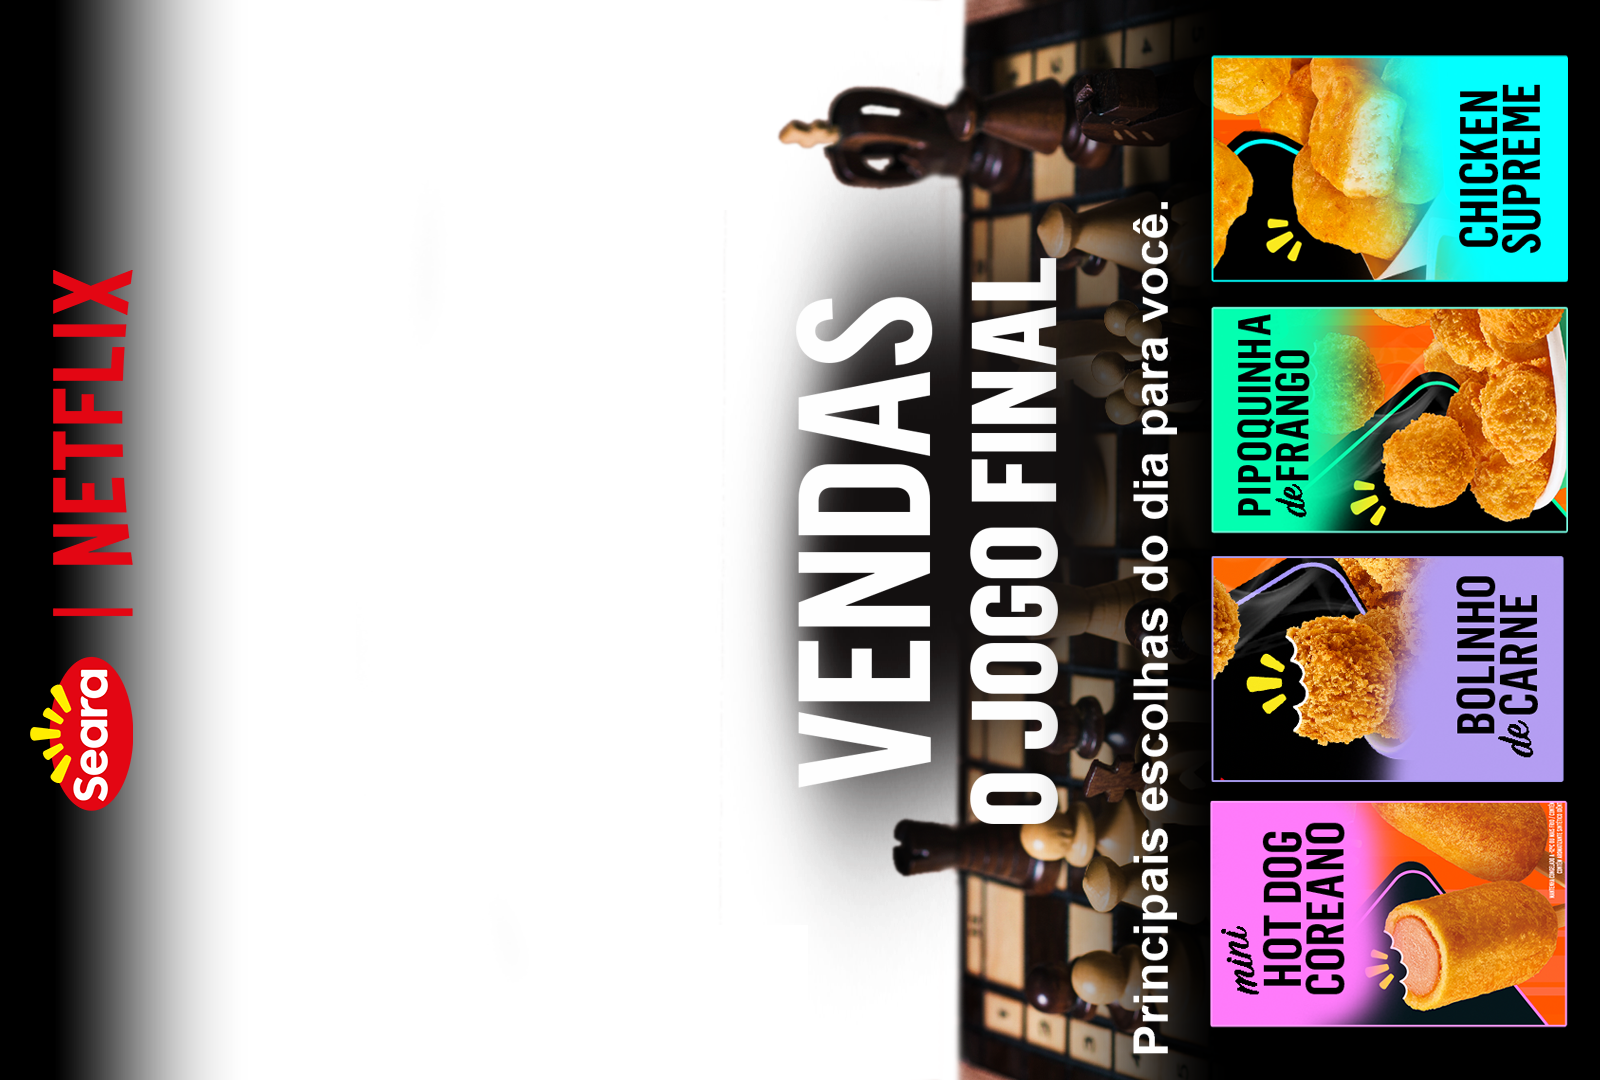 Seara | NETFLIX
VENDAS
O JOGO FINAL
Principais escolhas do dia para você.
mini
HOT DOG
COREANO
BOLINHO
de CARNE
PIPOQUINHA
de FRANGO
CHICKEN
SUPREME